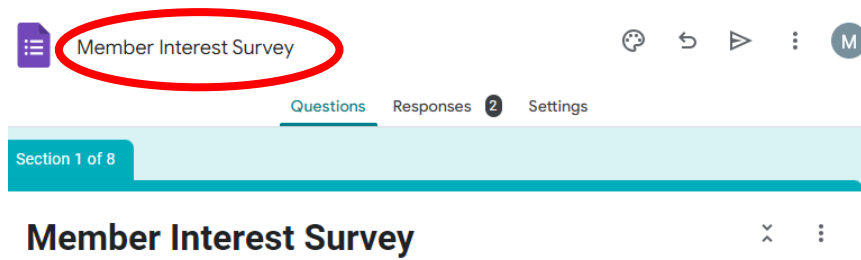 Member Interest Survey
M
Questions Responses 2 Settings
Section 1 of 8
Member Interest Survey